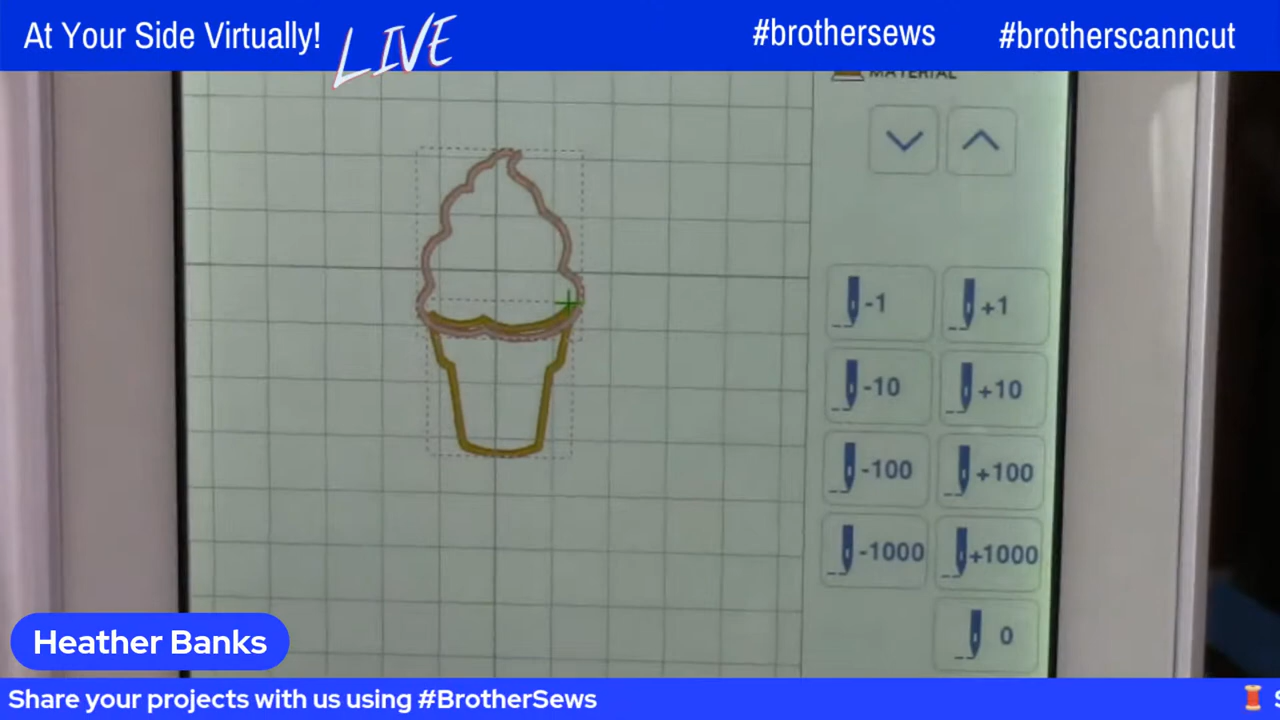 At Your Side Virtually! LIVE
#brothersews
#brotherscanncut
MATERIAL
-1
+1
-10
+10
-100
+100
-1000
+1000
0
Heather Banks
Share your projects with us using #BrotherSews